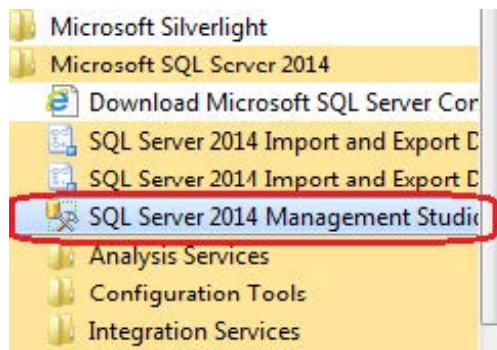 Microsoft Silverlight
Microsoft SQL Server 2014
Download Microsoft SQL Server Cor
SQL Server 2014 Import and Export D
SQL Server 2014 Import and Export D
SQL Server 2014 Management Studio
Analysis Services
Configuration Tools
Integration Services